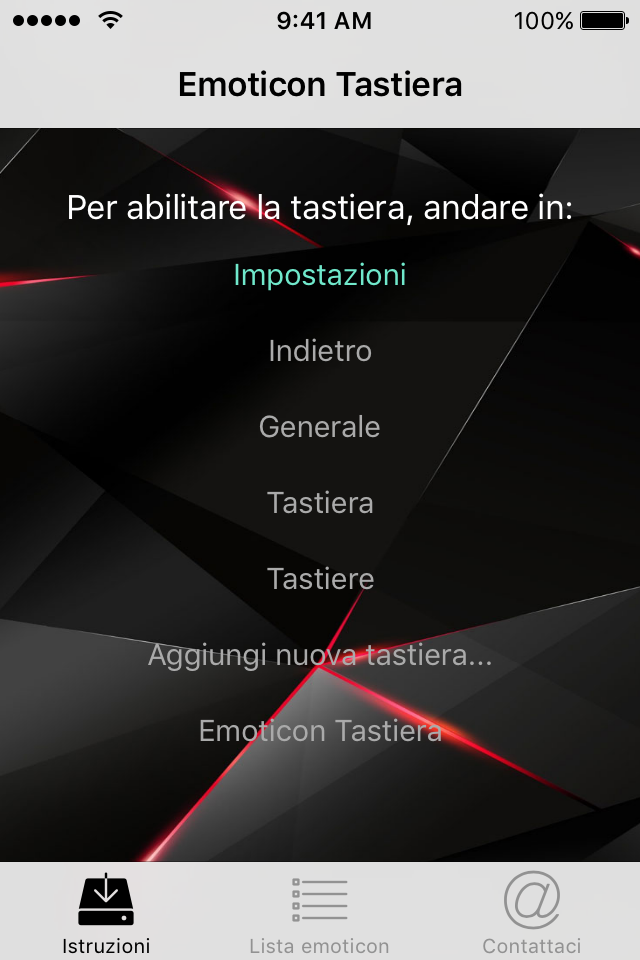 9:41 AM
100%
Emoticon Tastiera
Per abilitare la tastiera, andare in:
Impostazioni
Indietro
Generale
Tastiera
Tastiere
Aggiungi nuova tastiera...
Emoticon Tastiera
Istruzioni
Lista emoticon
Contattaci